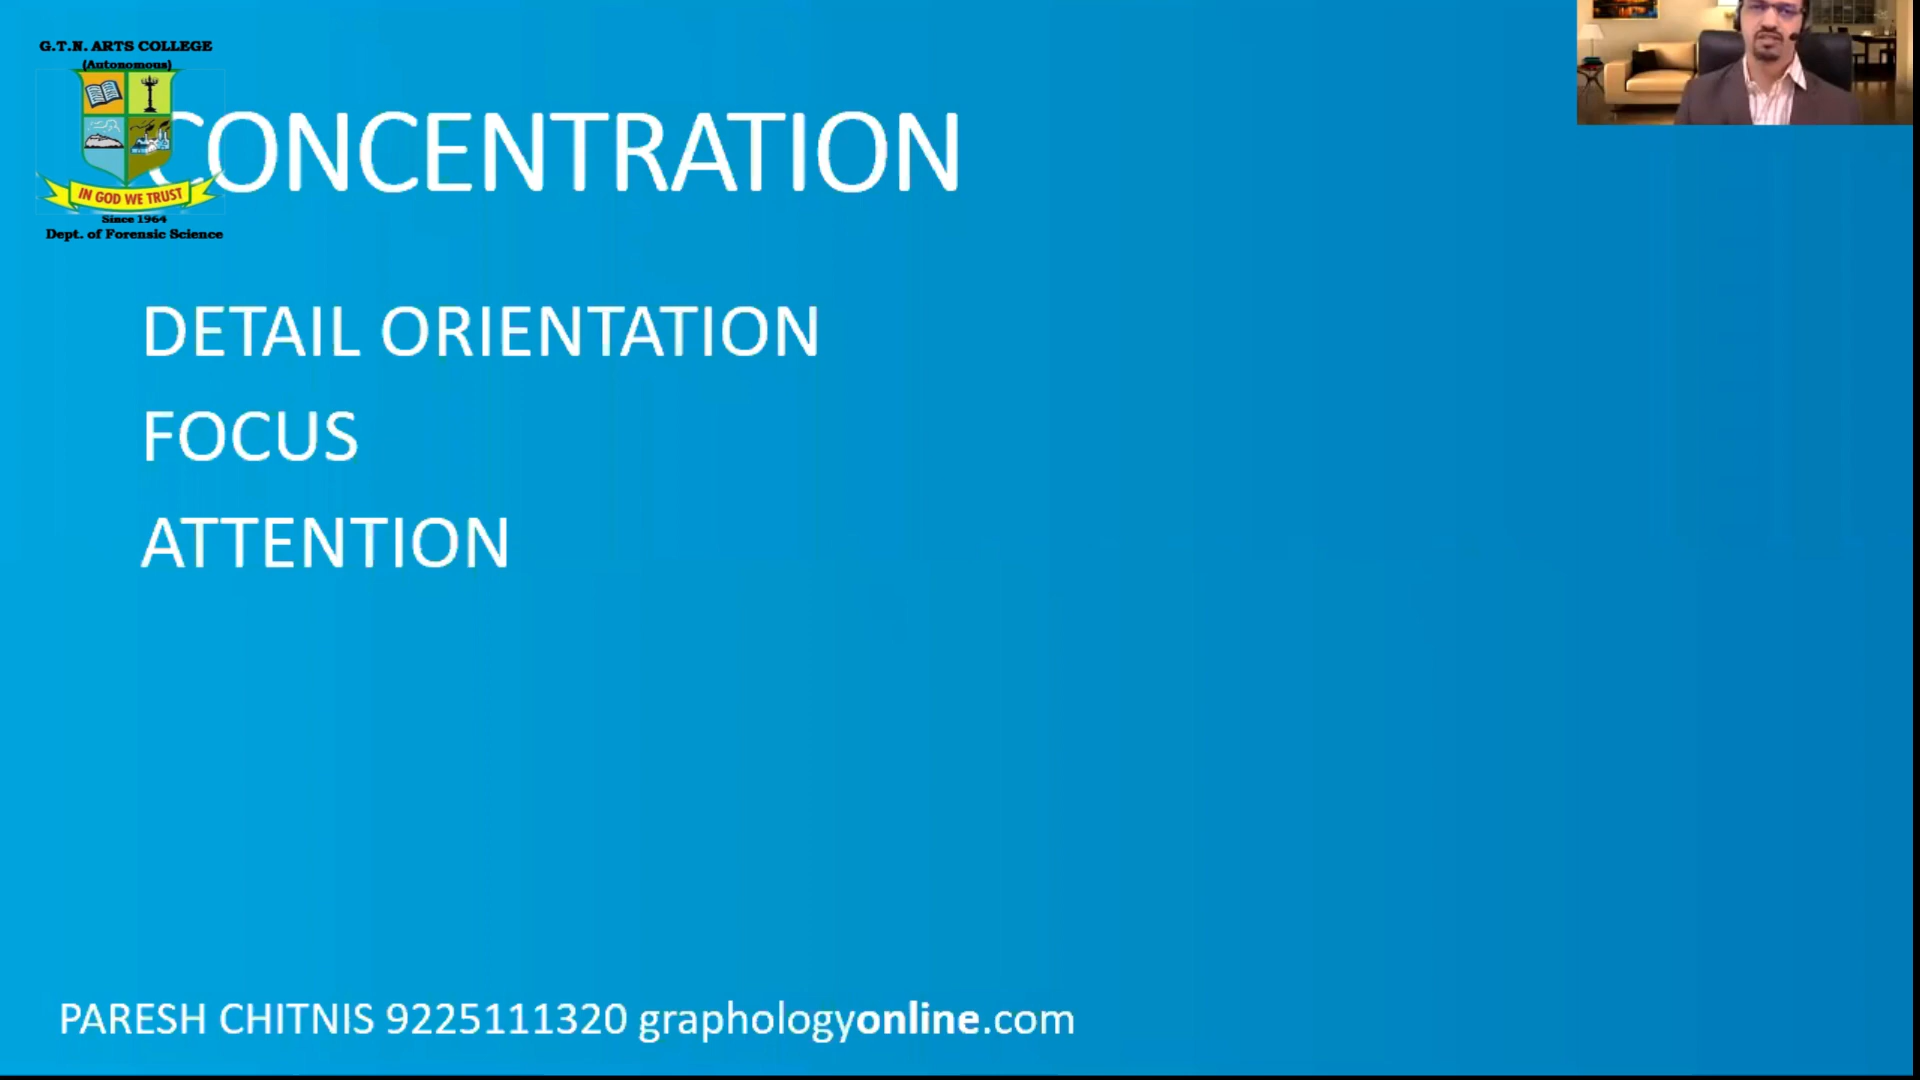 G.T.N. ARTS COLLEGE
(Autonomous)
IN GOD WE TRUST
Since 1964
Dept. of Forensic Science
CONCENTRATION
DETAIL ORIENTATION
FOCUS
ATTENTION
PARESH CHITNIS 9225111320 graphologyonline.com